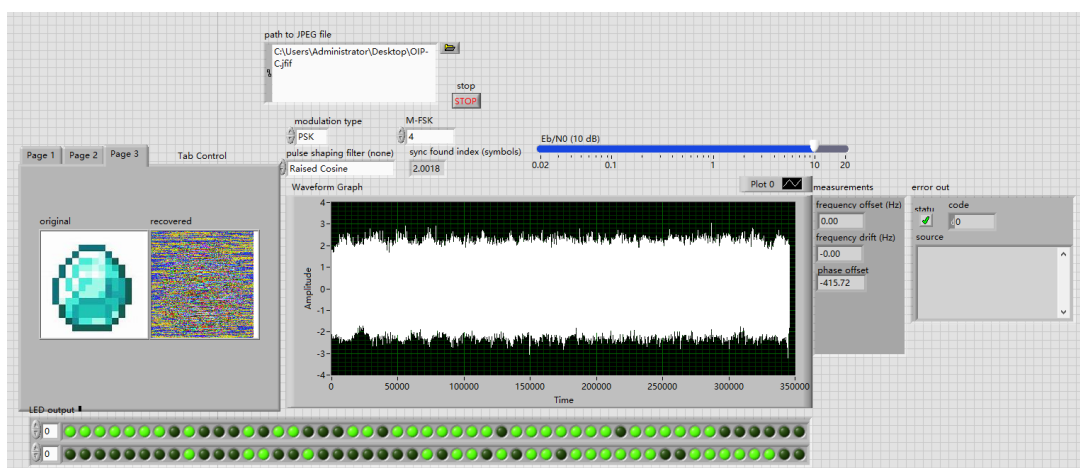 path to JPEG file
C:\Users\Administrator\Desktop\OIP-
C.jfif
stop
STOP
modulation type
M-FSK
PSK
4
Eb/N0 (10 dB)
0.02 0.1 1 10 20
Page 1 Page 2 Page 3
Tab Control
pulse shaping filter (none)
sync found index (symbols)
Raised Cosine
2.0018
Waveform Graph
Plot 0
measurements
error out
frequency offset (Hz)
0.00
frequency drift (Hz)
-0.00
phase offset
-415.72
statu
code
0
source
original
recovered
Amplitude
4
3
2
1
0
-1
-2
-3
-4
0 50000 100000 150000 200000 250000 300000 350000
Time
LED output
0
0